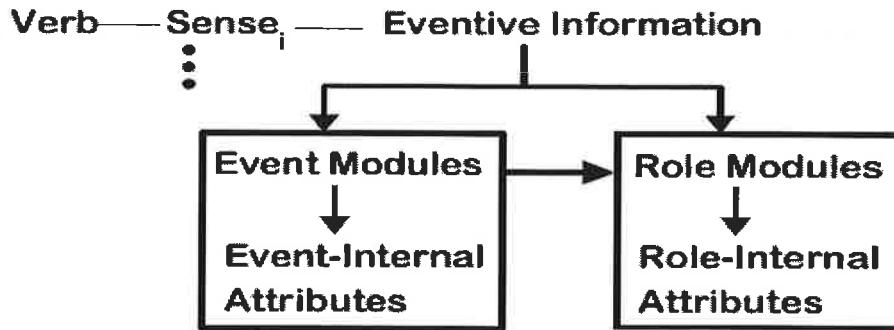 Verb Sense_i Eventive Information
Event Modules
Event-Internal
Attributes
Role Modules
Role-Internal
Attributes